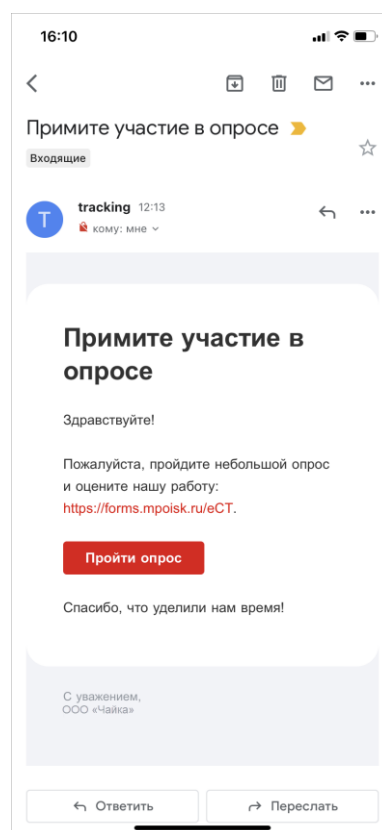 16:10
Примите участие в опросе
Входящие
T
tracking 12:13
кому: мне
Примите участие в
опросе
Здравствуйте!
Пожалуйста, пройдите небольшой опрос
и оцените нашу работу:
https://forms.mpoisk.ru/eCT.
Пройти опрос
Спасибо, что уделили нам время!
С уважением,
ООО «Чайка»
Ответить
Переслать